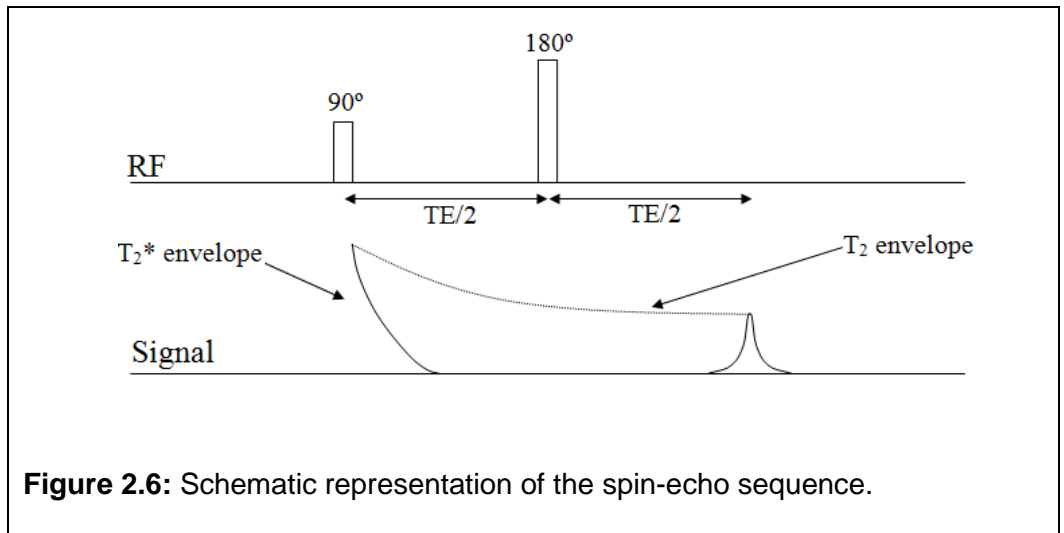 180º
90º
RF
TE/2 TE/2
T₂* envelope T₂ envelope
Signal
Figure 2.6: Schematic representation of the spin-echo sequence.